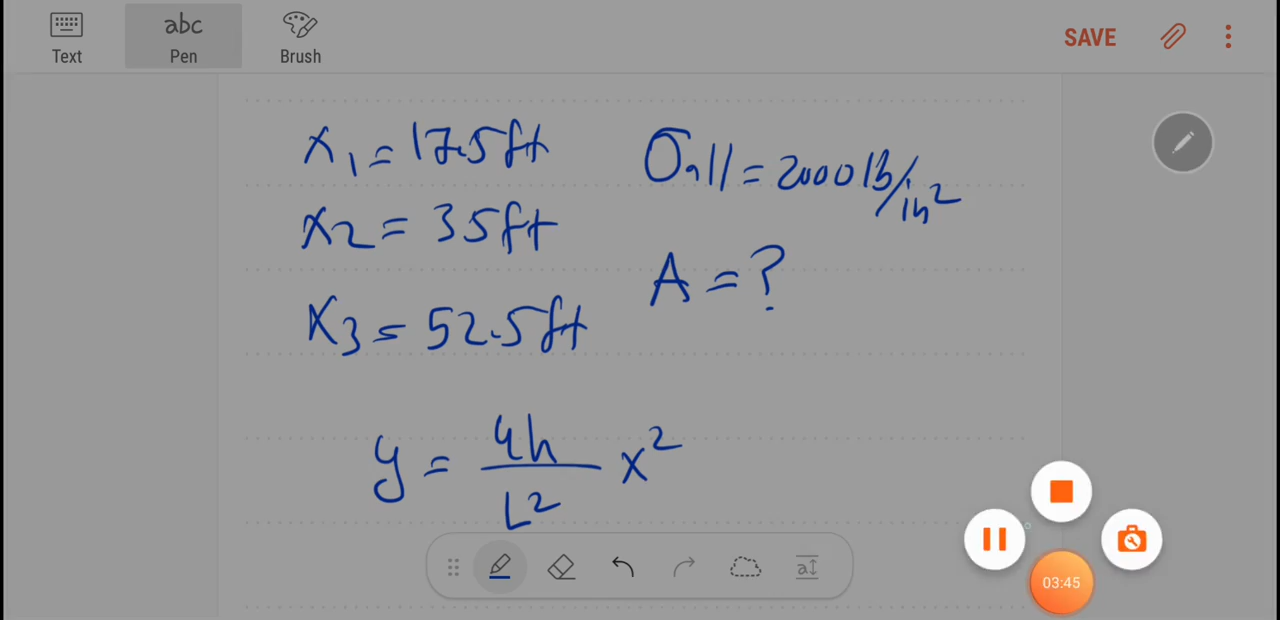 abc
Text
Pen
Brush
SAVE
x1 = 17.5 ft
σall = 2000 lb/in²
x2 = 35 ft
A = ?
x3 = 52.5 ft
y = 4h/L² x²
03:45